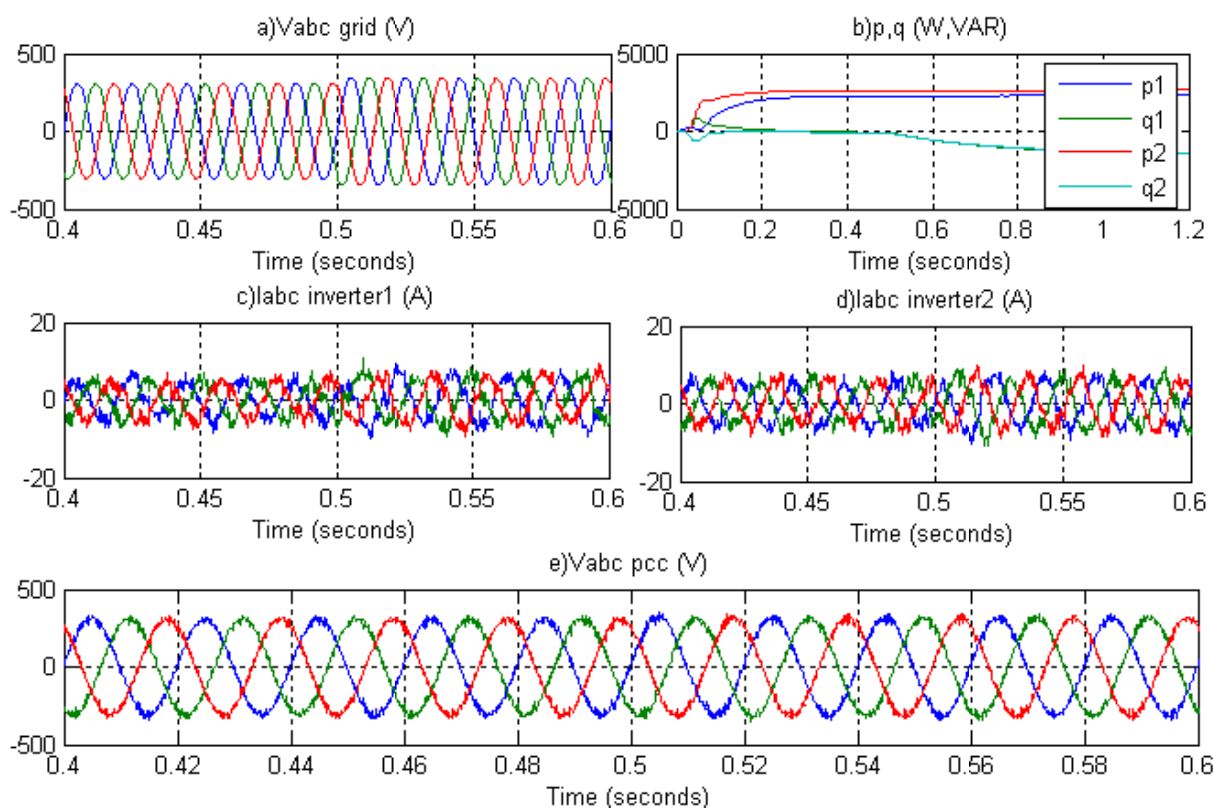 a)Vabc grid (V)
500
0
-500
0.4 0.45 0.5 0.55 0.6
Time (seconds)
b)p,q (W,VAR)
5000
0
-5000
0 0.2 0.4 0.6 0.8 1 1.2
Time (seconds)
p1
q1
p2
q2
c)Iabc inverter1 (A)
20
0
-20
0.4 0.45 0.5 0.55 0.6
Time (seconds)
d)Iabc inverter2 (A)
20
0
-20
0.4 0.45 0.5 0.55 0.6
Time (seconds)
e)Vabc pcc (V)
500
0
-500
0.4 0.42 0.44 0.46 0.48 0.5 0.52 0.54 0.56 0.58 0.6
Time (seconds)